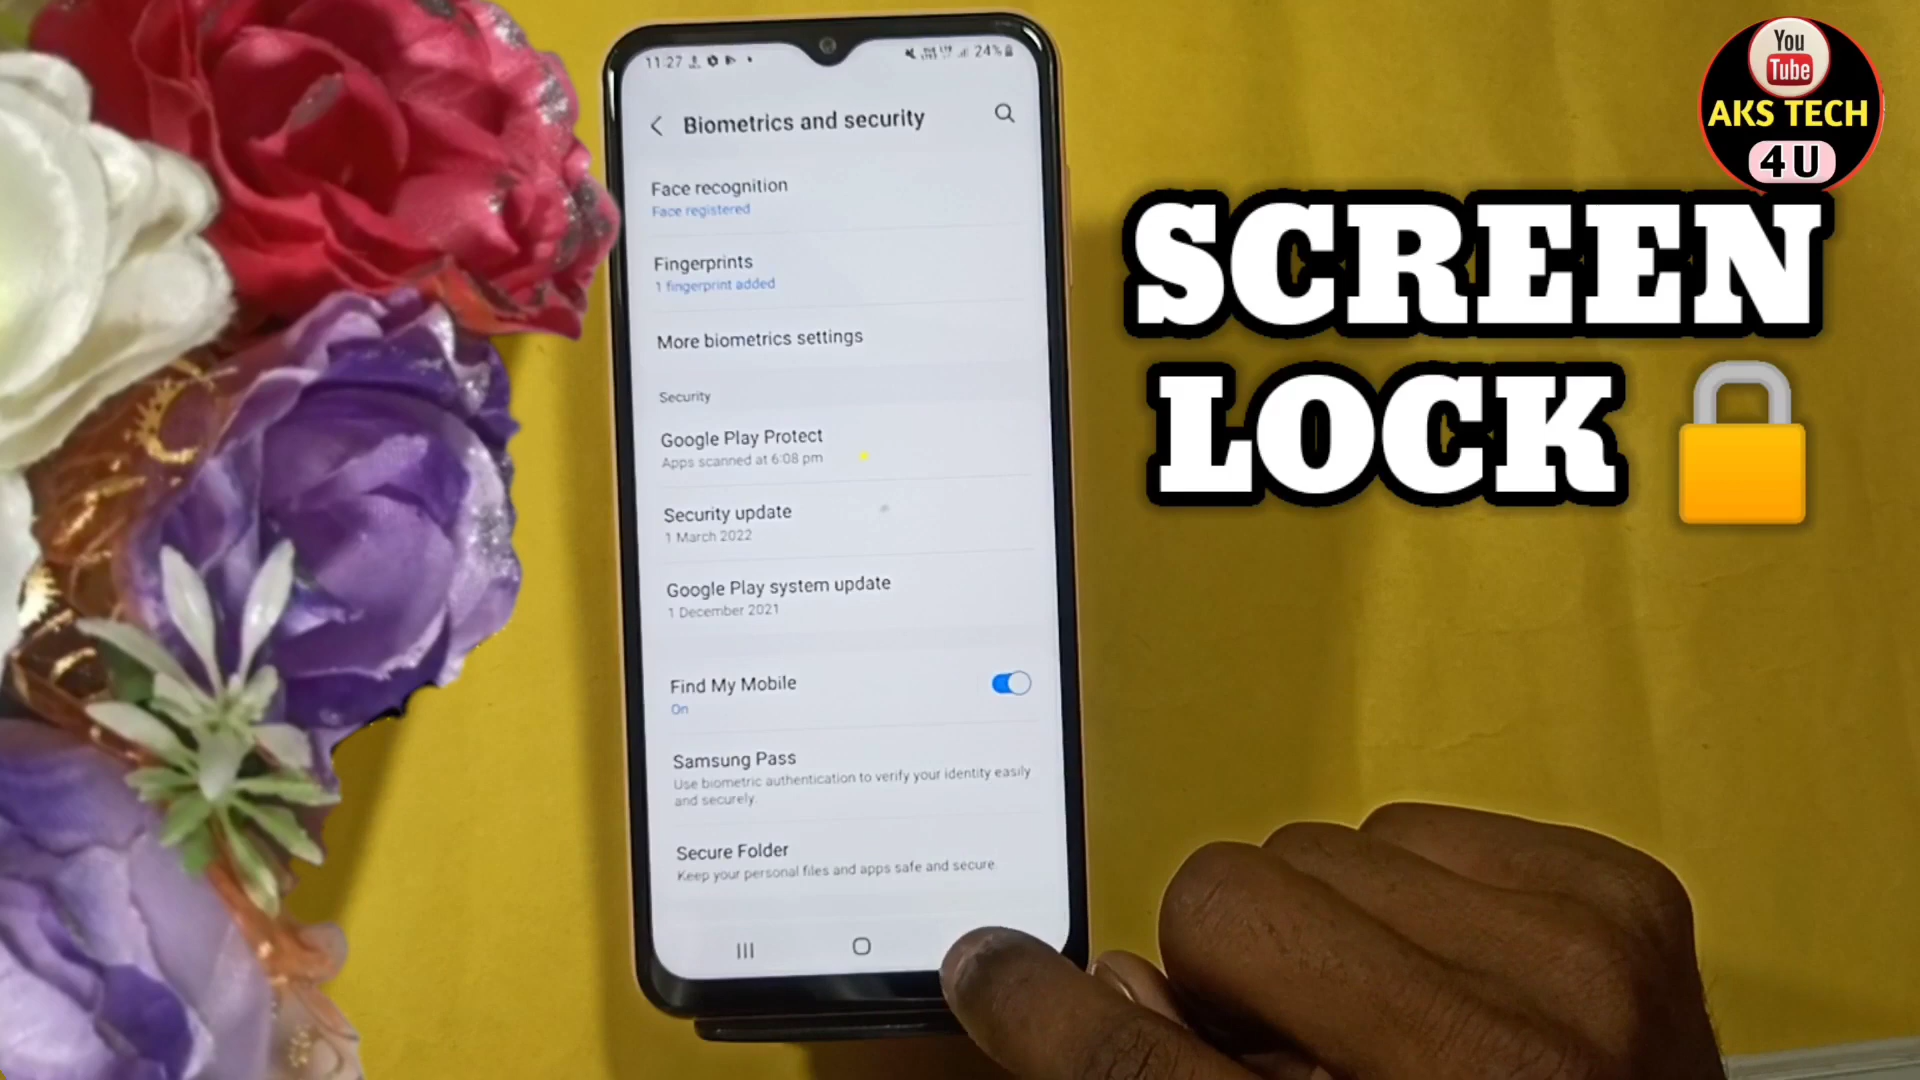 11:27
24%
Biometrics and security
Face recognition
Face registered
Fingerprints
1 fingerprint added
More biometrics settings
Security
Google Play Protect
Apps scanned at 6:08 pm
Security update
1 March 2022
Google Play system update
1 December 2021
Find My Mobile
On
Samsung Pass
Use biometric authentication to verify your identity easily
and securely.
Secure Folder
Keep your personal files and apps safe and secure.
You
Tube
AKS TECH
4 U
SCREEN
LOCK